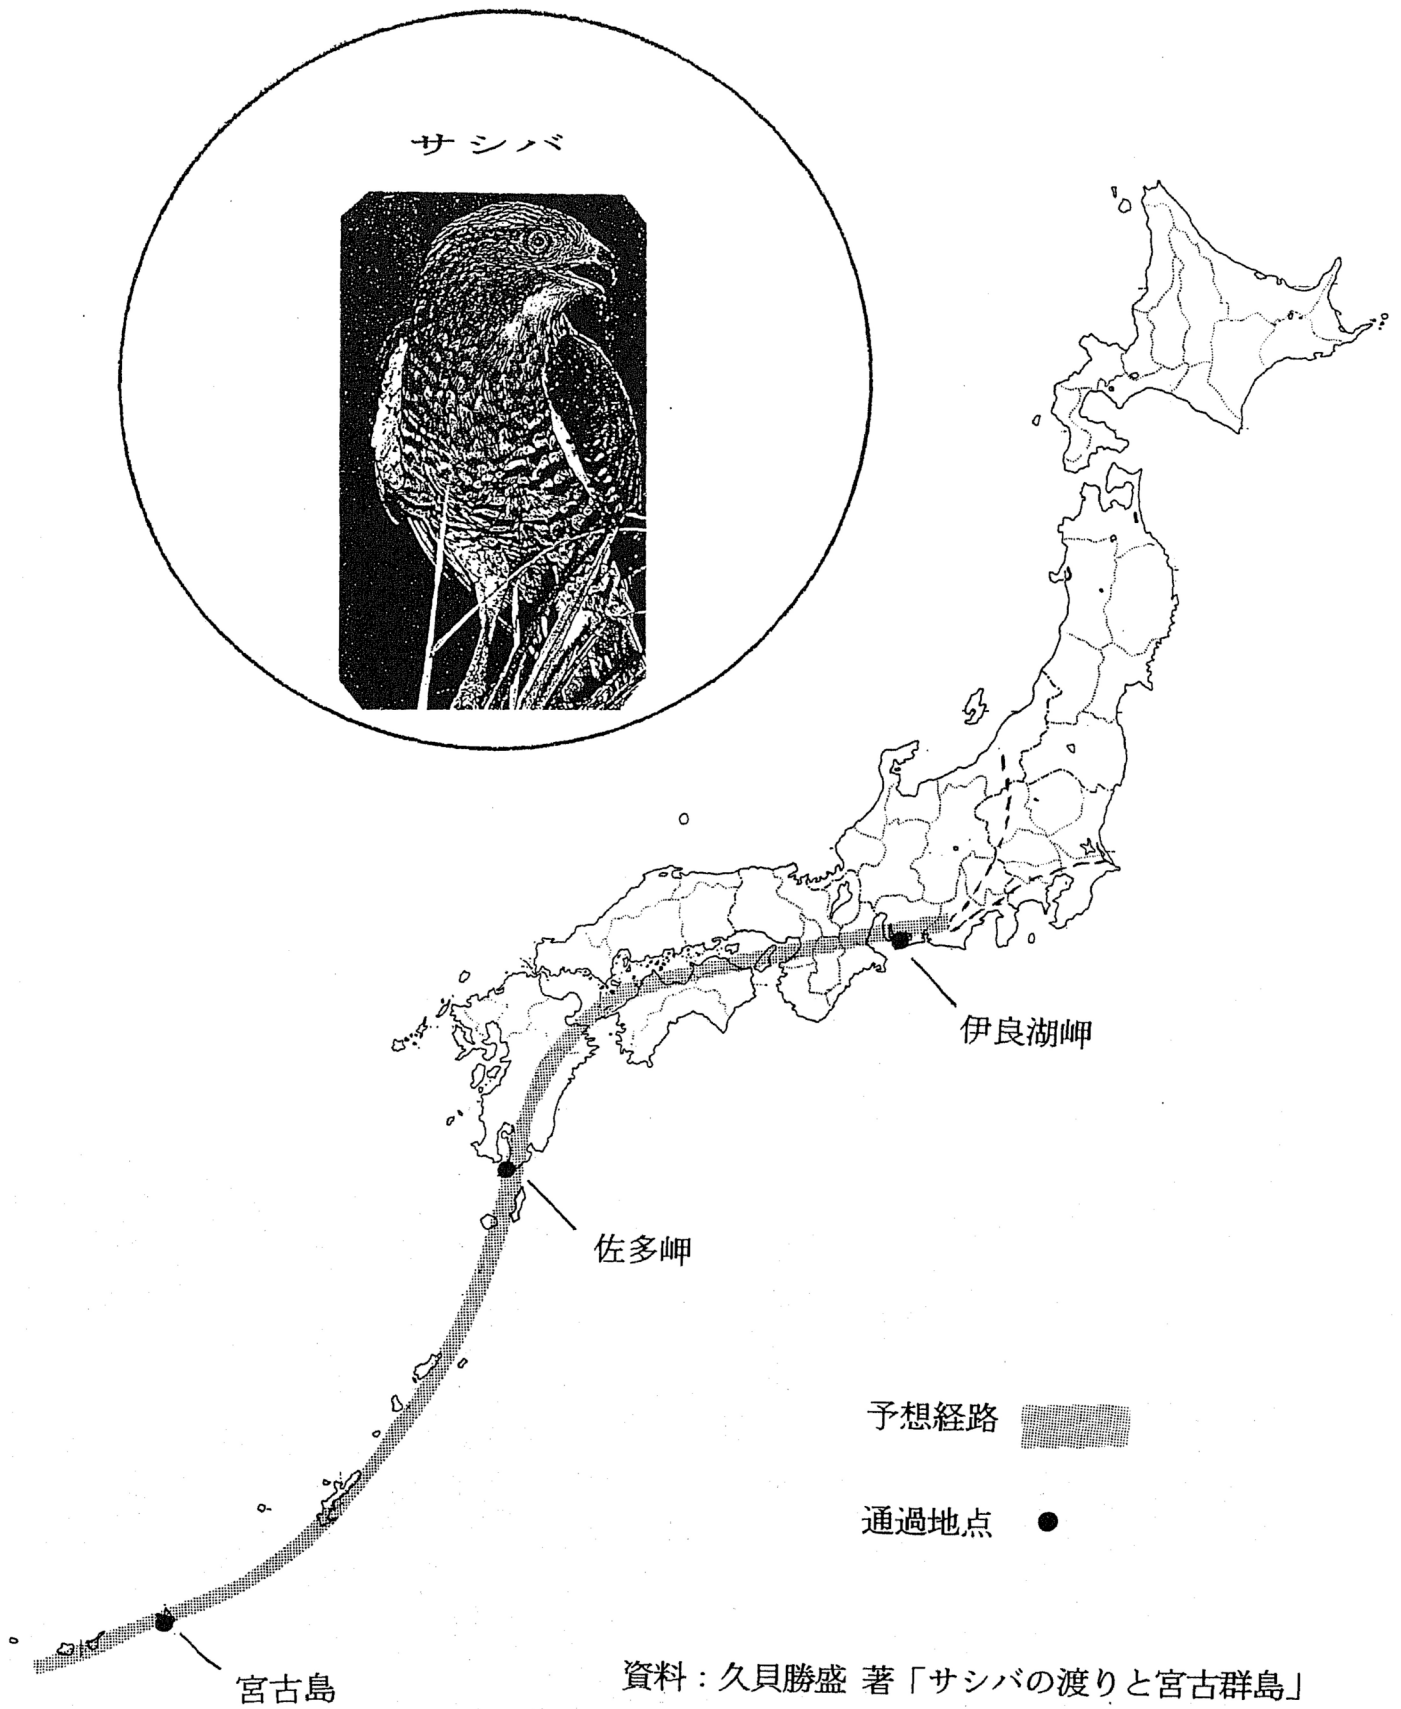 サシバ
伊良湖岬
佐多岬
予想経路
通過地点
宮古島
資料：久貝勝盛 著「サシバの渡りと宮古群島」